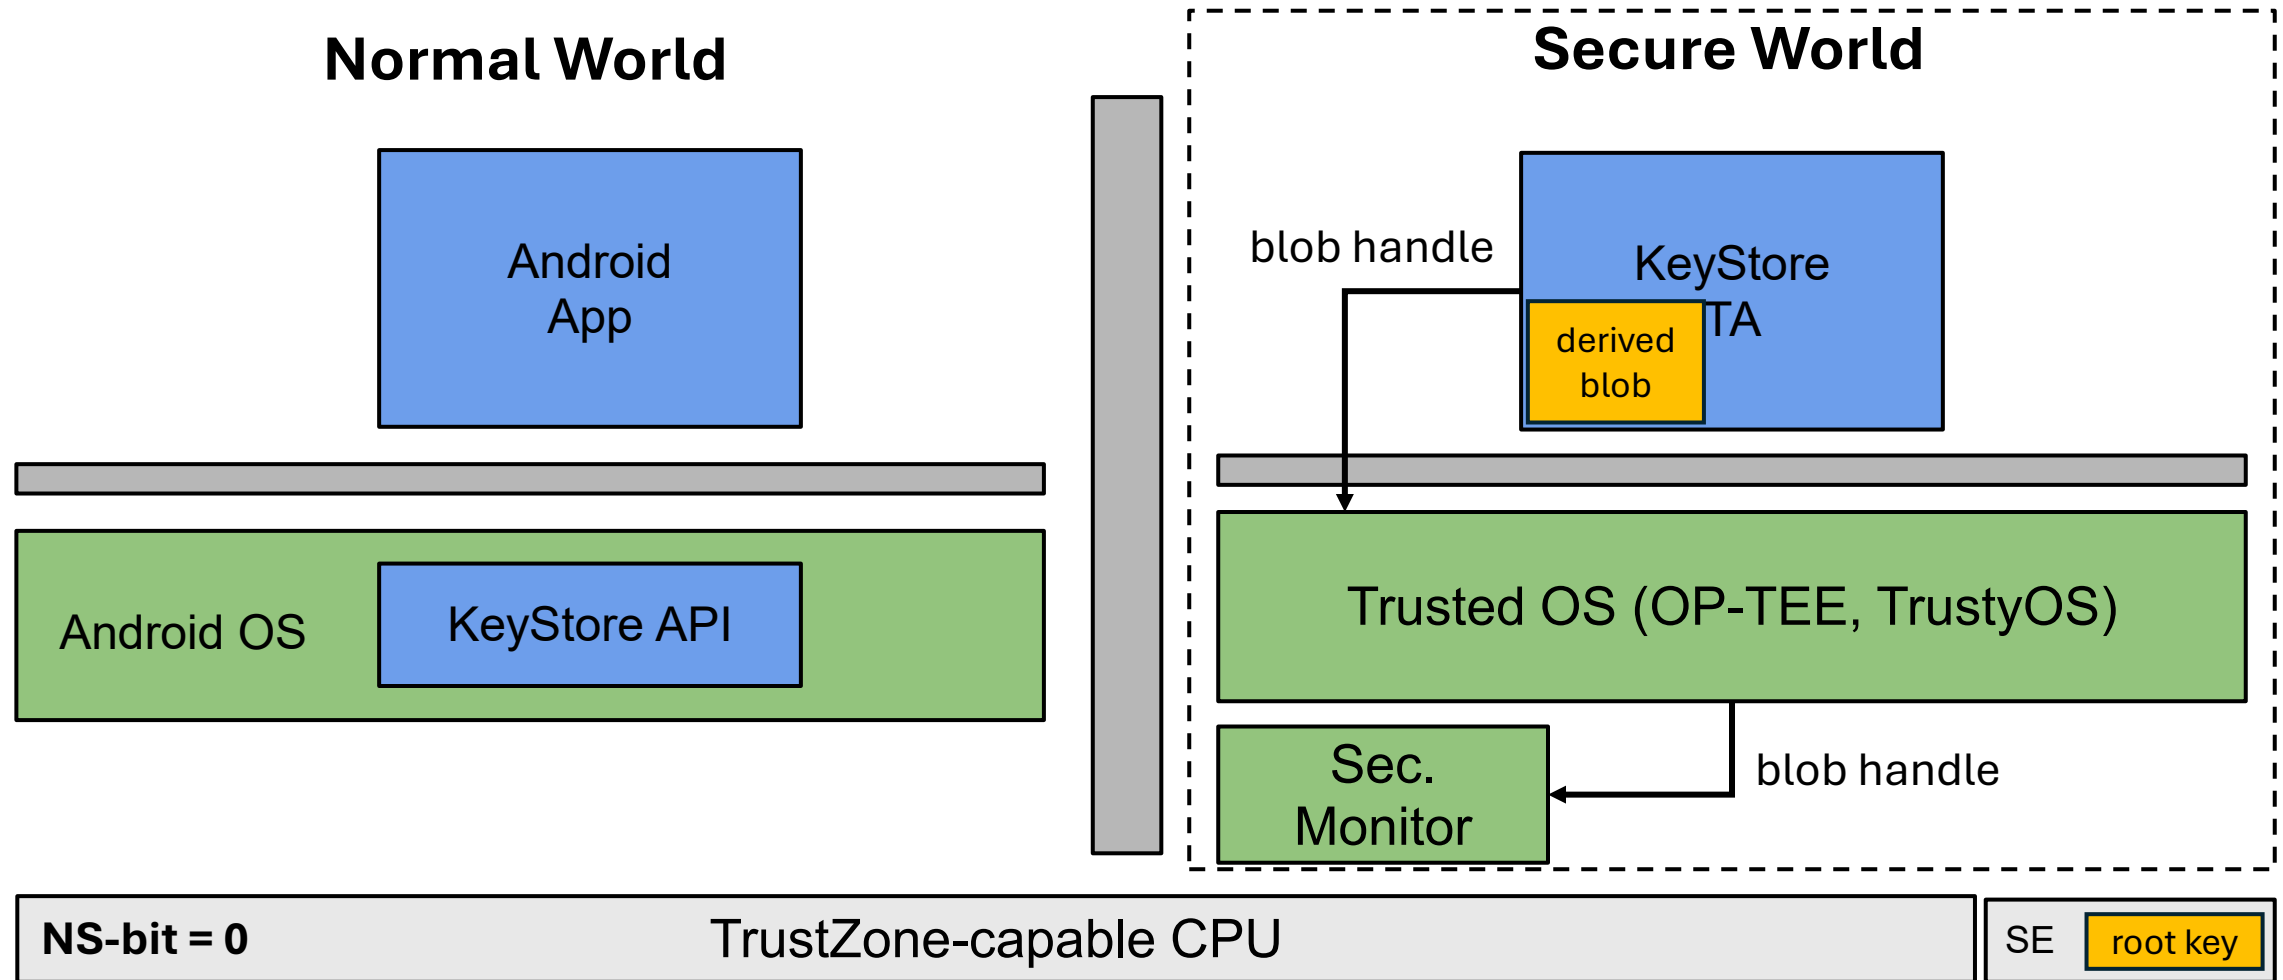 Normal World
Secure World
Android
App
blob handle
KeyStore
TA
derived
blob
Android OS
KeyStore API
Trusted OS (OP-TEE, TrustyOS)
Sec.
Monitor
blob handle
NS-bit = 0
TrustZone-capable CPU
SE
root key